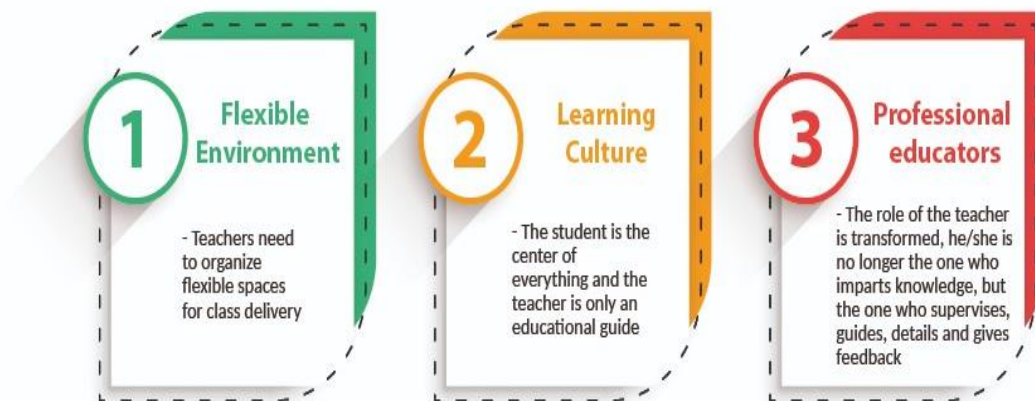 1
Flexible
Environment
- Teachers need
to organize
flexible spaces
for class delivery
2
Learning
Culture
- The student is the
center of
everything and the
teacher is only an
educational guide
3
Professional
educators
- The role of the teacher
is transformed, he/she is
no longer the one who
imparts knowledge, but
the one who supervises,
guides, details and gives
feedback